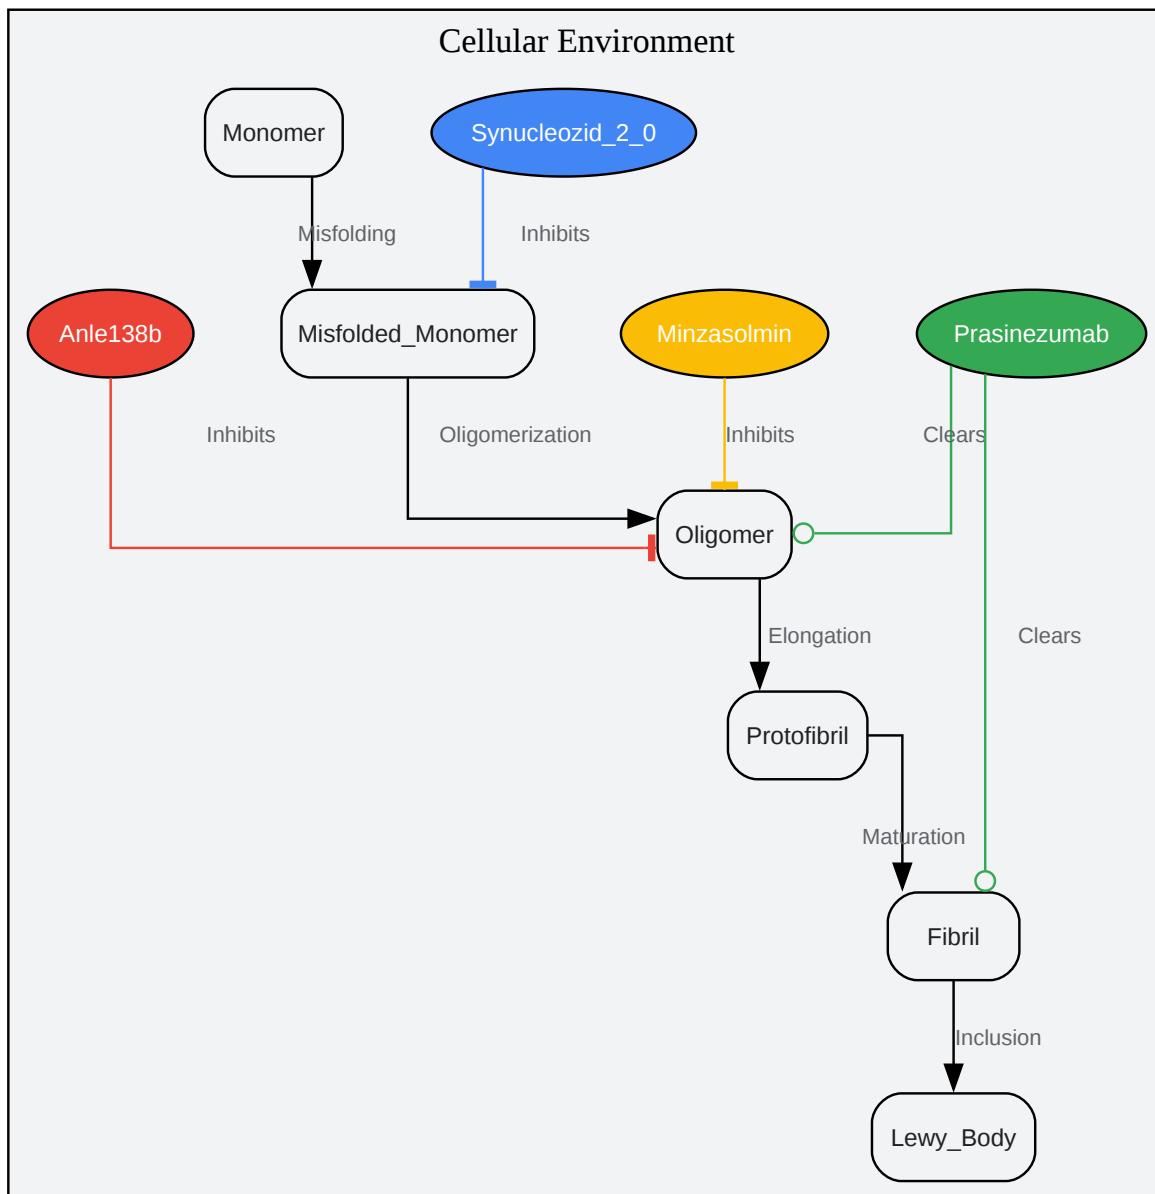 Cellular Environment
Monomer
Synucleozid_2_0
Misfolding
Inhibits
Anle138b
Misfolded_Monomer
Minzasolmin
Prasinezumab
Inhibits
Oligomerization
Inhibits
Clears
Oligomer
Elongation
Clears
Protofibril
Maturation
Fibril
Inclusion
Lewy_Body